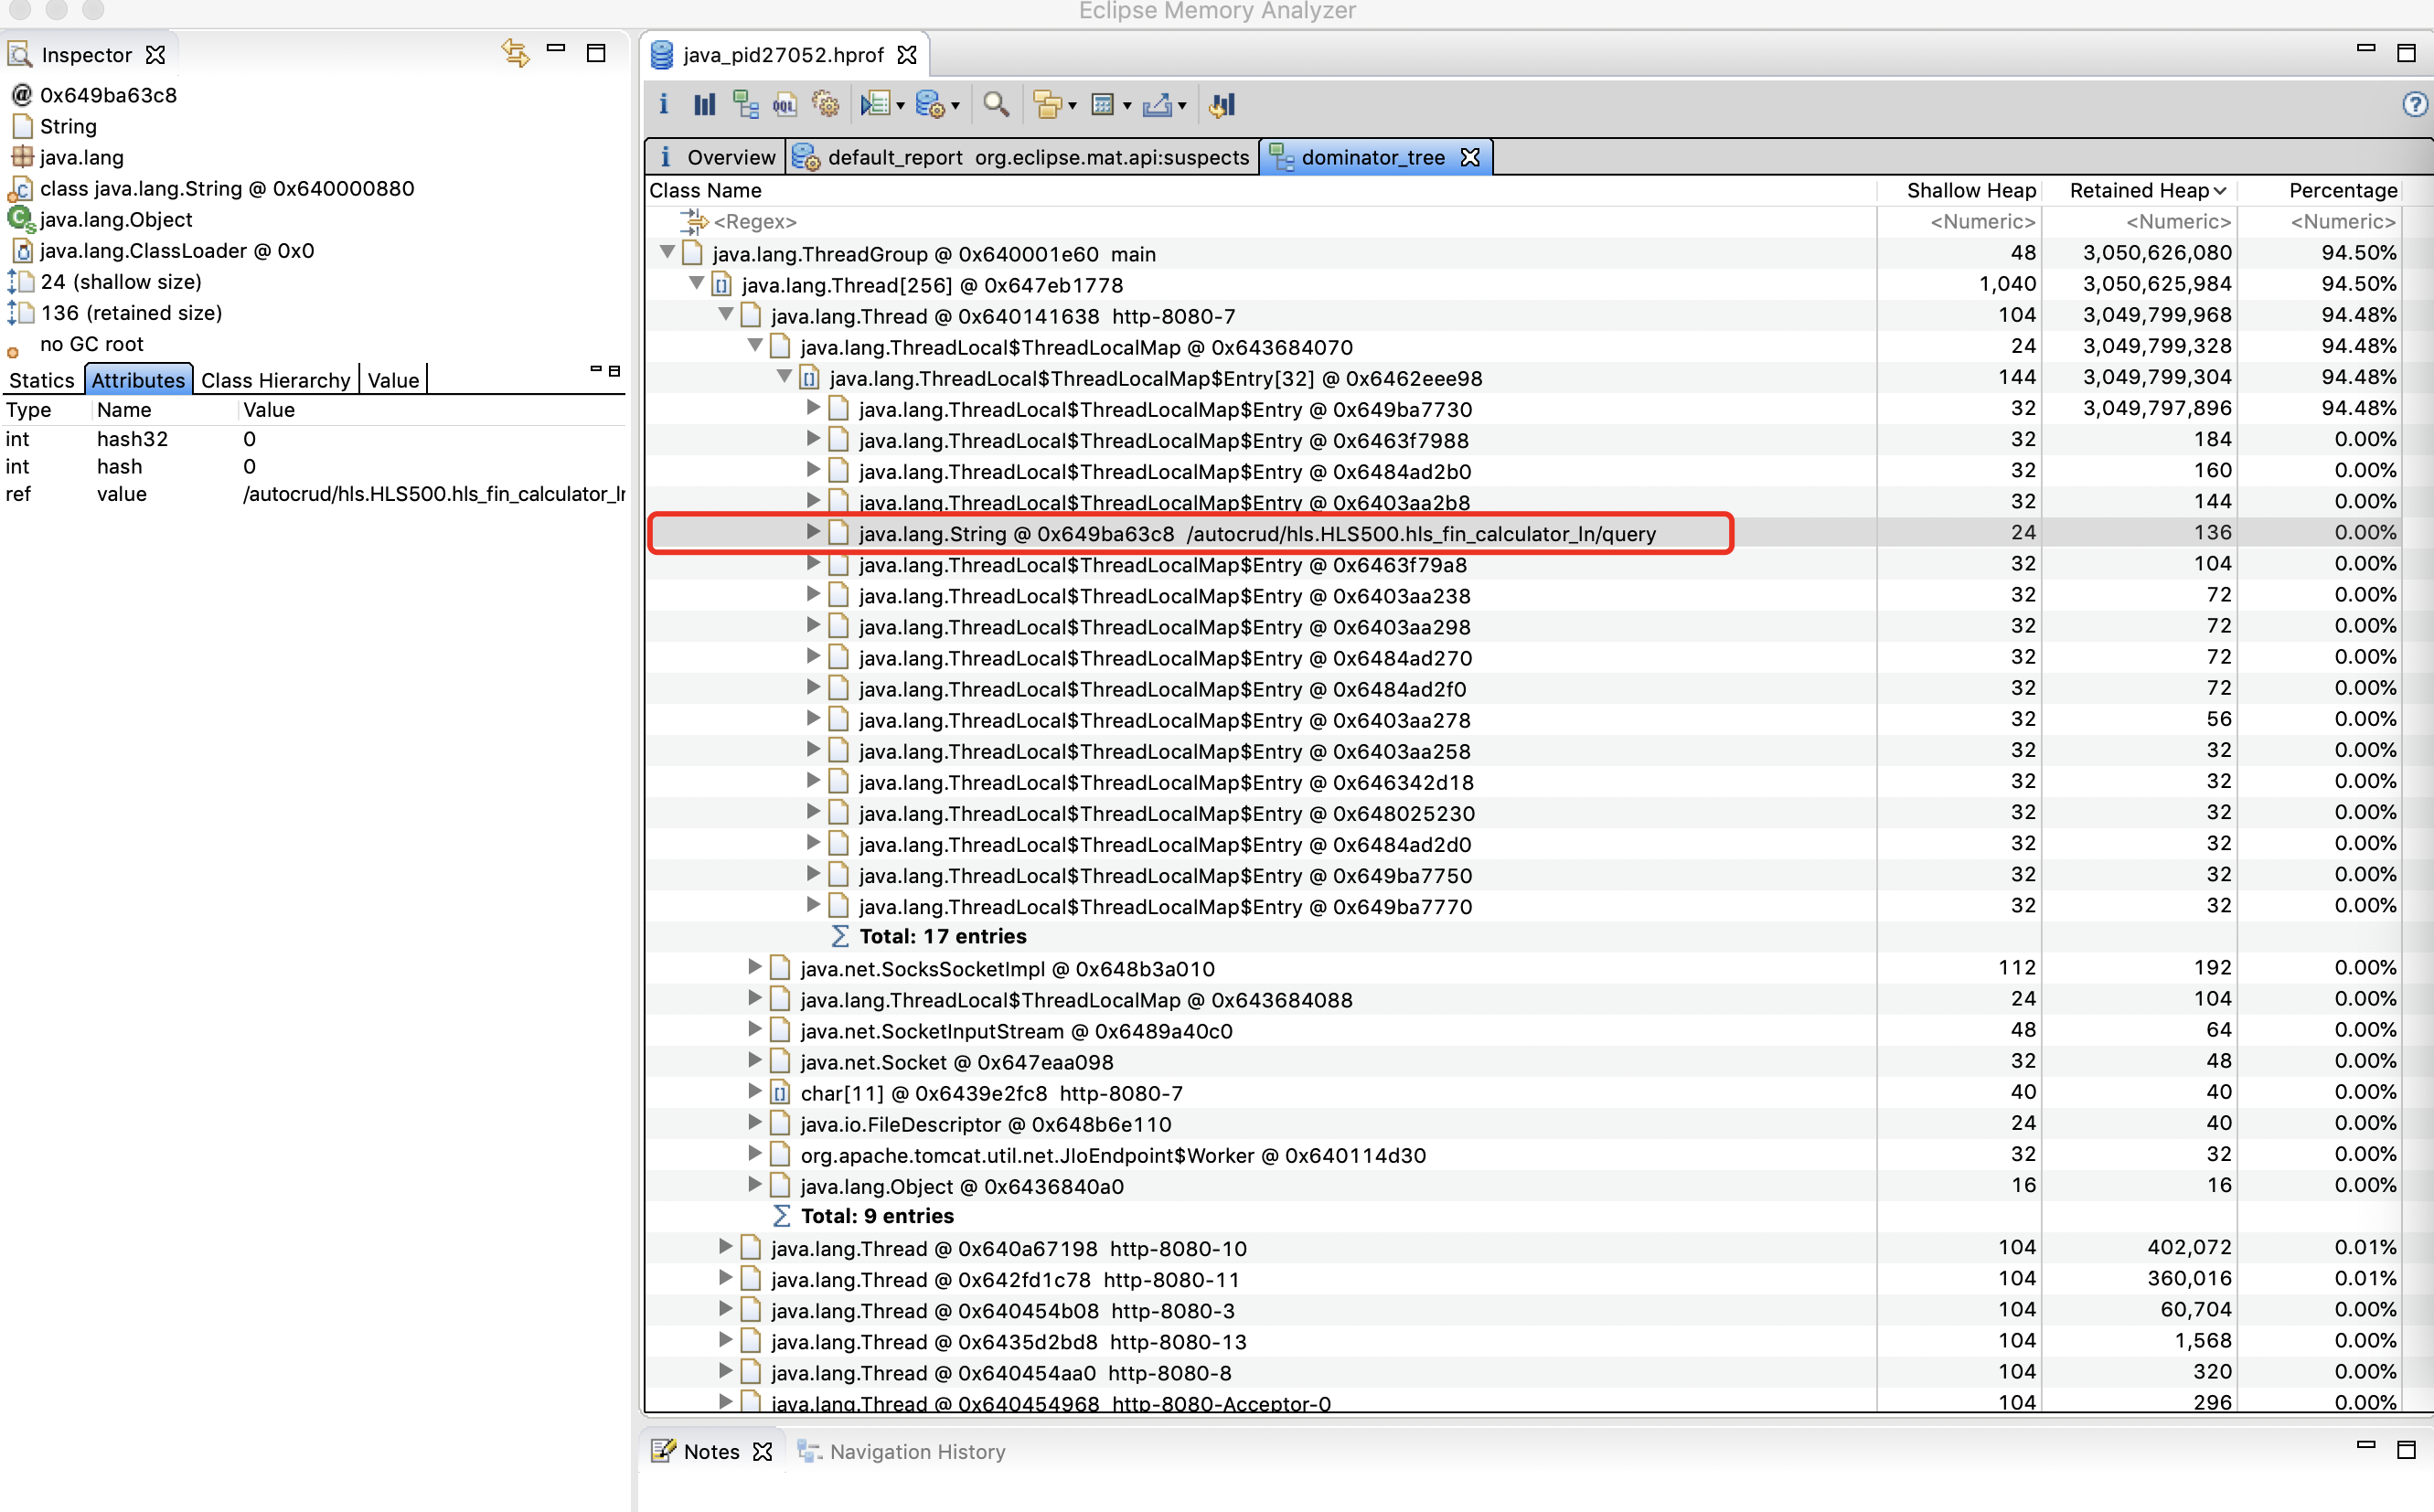 Eclipse Memory Analyzer
Inspector
@ 0x649ba63c8
String
java.lang
class java.lang.String @ 0x640000880
java.lang.Object
java.lang.ClassLoader @ 0x0
24 (shallow size)
136 (retained size)
no GC root
Statics Attributes Class Hierarchy Value
Type Name Value
int hash32 0
int hash 0
ref value /autocrud/hls.HLS500.hls_fin_calculator_ln
java_pid27052.hprof
i OQL
i Overview default_report org.eclipse.mat.api:suspects dominator_tree
Class Name Shallow Heap Retained Heap Percentage
<Regex> <Numeric> <Numeric> <Numeric>
java.lang.ThreadGroup @ 0x640001e60 main 48 3,050,626,080 94.50%
java.lang.Thread[256] @ 0x647eb1778 1,040 3,050,625,984 94.50%
java.lang.Thread @ 0x640141638 http-8080-7 104 3,049,799,968 94.48%
java.lang.ThreadLocal$ThreadLocalMap @ 0x643684070 24 3,049,799,328 94.48%
java.lang.ThreadLocal$ThreadLocalMap$Entry[32] @ 0x6462eee98 144 3,049,799,304 94.48%
java.lang.ThreadLocal$ThreadLocalMap$Entry @ 0x649ba7730 32 3,049,797,896 94.48%
java.lang.ThreadLocal$ThreadLocalMap$Entry @ 0x6463f7988 32 184 0.00%
java.lang.ThreadLocal$ThreadLocalMap$Entry @ 0x6484ad2b0 32 160 0.00%
java.lang.ThreadLocal$ThreadLocalMap$Entry @ 0x6403aa2b8 32 144 0.00%
java.lang.String @ 0x649ba63c8 /autocrud/hls.HLS500.hls_fin_calculator_ln/query 24 136 0.00%
java.lang.ThreadLocal$ThreadLocalMap$Entry @ 0x6463f79a8 32 104 0.00%
java.lang.ThreadLocal$ThreadLocalMap$Entry @ 0x6403aa238 32 72 0.00%
java.lang.ThreadLocal$ThreadLocalMap$Entry @ 0x6403aa298 32 72 0.00%
java.lang.ThreadLocal$ThreadLocalMap$Entry @ 0x6484ad270 32 72 0.00%
java.lang.ThreadLocal$ThreadLocalMap$Entry @ 0x6484ad2f0 32 72 0.00%
java.lang.ThreadLocal$ThreadLocalMap$Entry @ 0x6403aa278 32 56 0.00%
java.lang.ThreadLocal$ThreadLocalMap$Entry @ 0x6403aa258 32 32 0.00%
java.lang.ThreadLocal$ThreadLocalMap$Entry @ 0x646342d18 32 32 0.00%
java.lang.ThreadLocal$ThreadLocalMap$Entry @ 0x648025230 32 32 0.00%
java.lang.ThreadLocal$ThreadLocalMap$Entry @ 0x6484ad2d0 32 32 0.00%
java.lang.ThreadLocal$ThreadLocalMap$Entry @ 0x649ba7750 32 32 0.00%
java.lang.ThreadLocal$ThreadLocalMap$Entry @ 0x649ba7770 32 32 0.00%
Σ Total: 17 entries
java.net.SocksSocketImpl @ 0x648b3a010 112 192 0.00%
java.lang.ThreadLocal$ThreadLocalMap @ 0x643684088 24 104 0.00%
java.net.SocketInputStream @ 0x6489a40c0 48 64 0.00%
java.net.Socket @ 0x647eaa098 32 48 0.00%
char[11] @ 0x6439e2fc8 http-8080-7 40 40 0.00%
java.io.FileDescriptor @ 0x648b6e110 24 40 0.00%
org.apache.tomcat.util.net.JIoEndpoint$Worker @ 0x640114d30 32 32 0.00%
java.lang.Object @ 0x6436840a0 16 16 0.00%
Σ Total: 9 entries
java.lang.Thread @ 0x640a67198 http-8080-10 104 402,072 0.01%
java.lang.Thread @ 0x642fd1c78 http-8080-11 104 360,016 0.01%
java.lang.Thread @ 0x640454b08 http-8080-3 104 60,704 0.00%
java.lang.Thread @ 0x6435d2bd8 http-8080-13 104 1,568 0.00%
java.lang.Thread @ 0x640454aa0 http-8080-8 104 320 0.00%
java.lang.Thread @ 0x640454968 http-8080-Acceptor-0 104 296 0.00%
Notes Navigation History